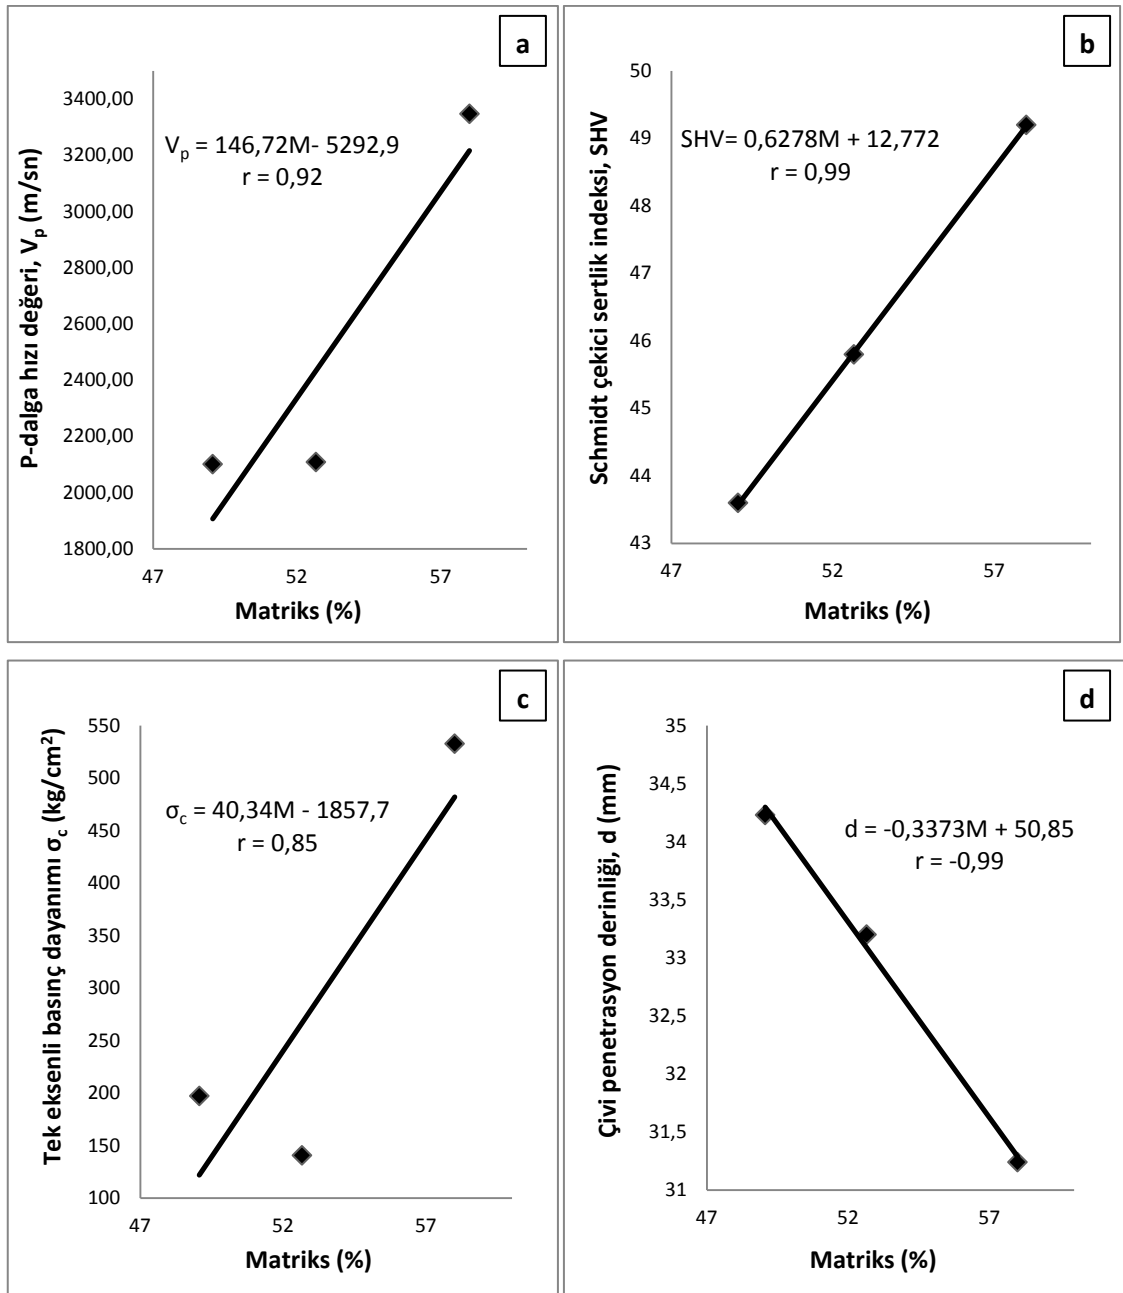 a
P-dalga hızı değeri, Vp (m/sn)
3400,00
3200,00
3000,00
2800,00
2600,00
2400,00
2200,00
2000,00
1800,00
Vp = 146,72M- 5292,9
r = 0,92
47
52
57
Matriks (%)
b
Schmidt çekici sertlik indeksi, SHV
50
49
48
47
46
45
44
43
SHV= 0,6278M + 12,772
r = 0,99
47
52
57
Matriks (%)
c
Tek eksenli basınç dayanımı σc (kg/cm²)
550
500
450
400
350
300
250
200
150
100
σc = 40,34M - 1857,7
r = 0,85
47
52
57
Matriks (%)
d
Çivi penetrasyon derinliği, d (mm)
35
34,5
34
33,5
33
32,5
32
31,5
31
d = -0,3373M + 50,85
r = -0,99
47
52
57
Matriks (%)